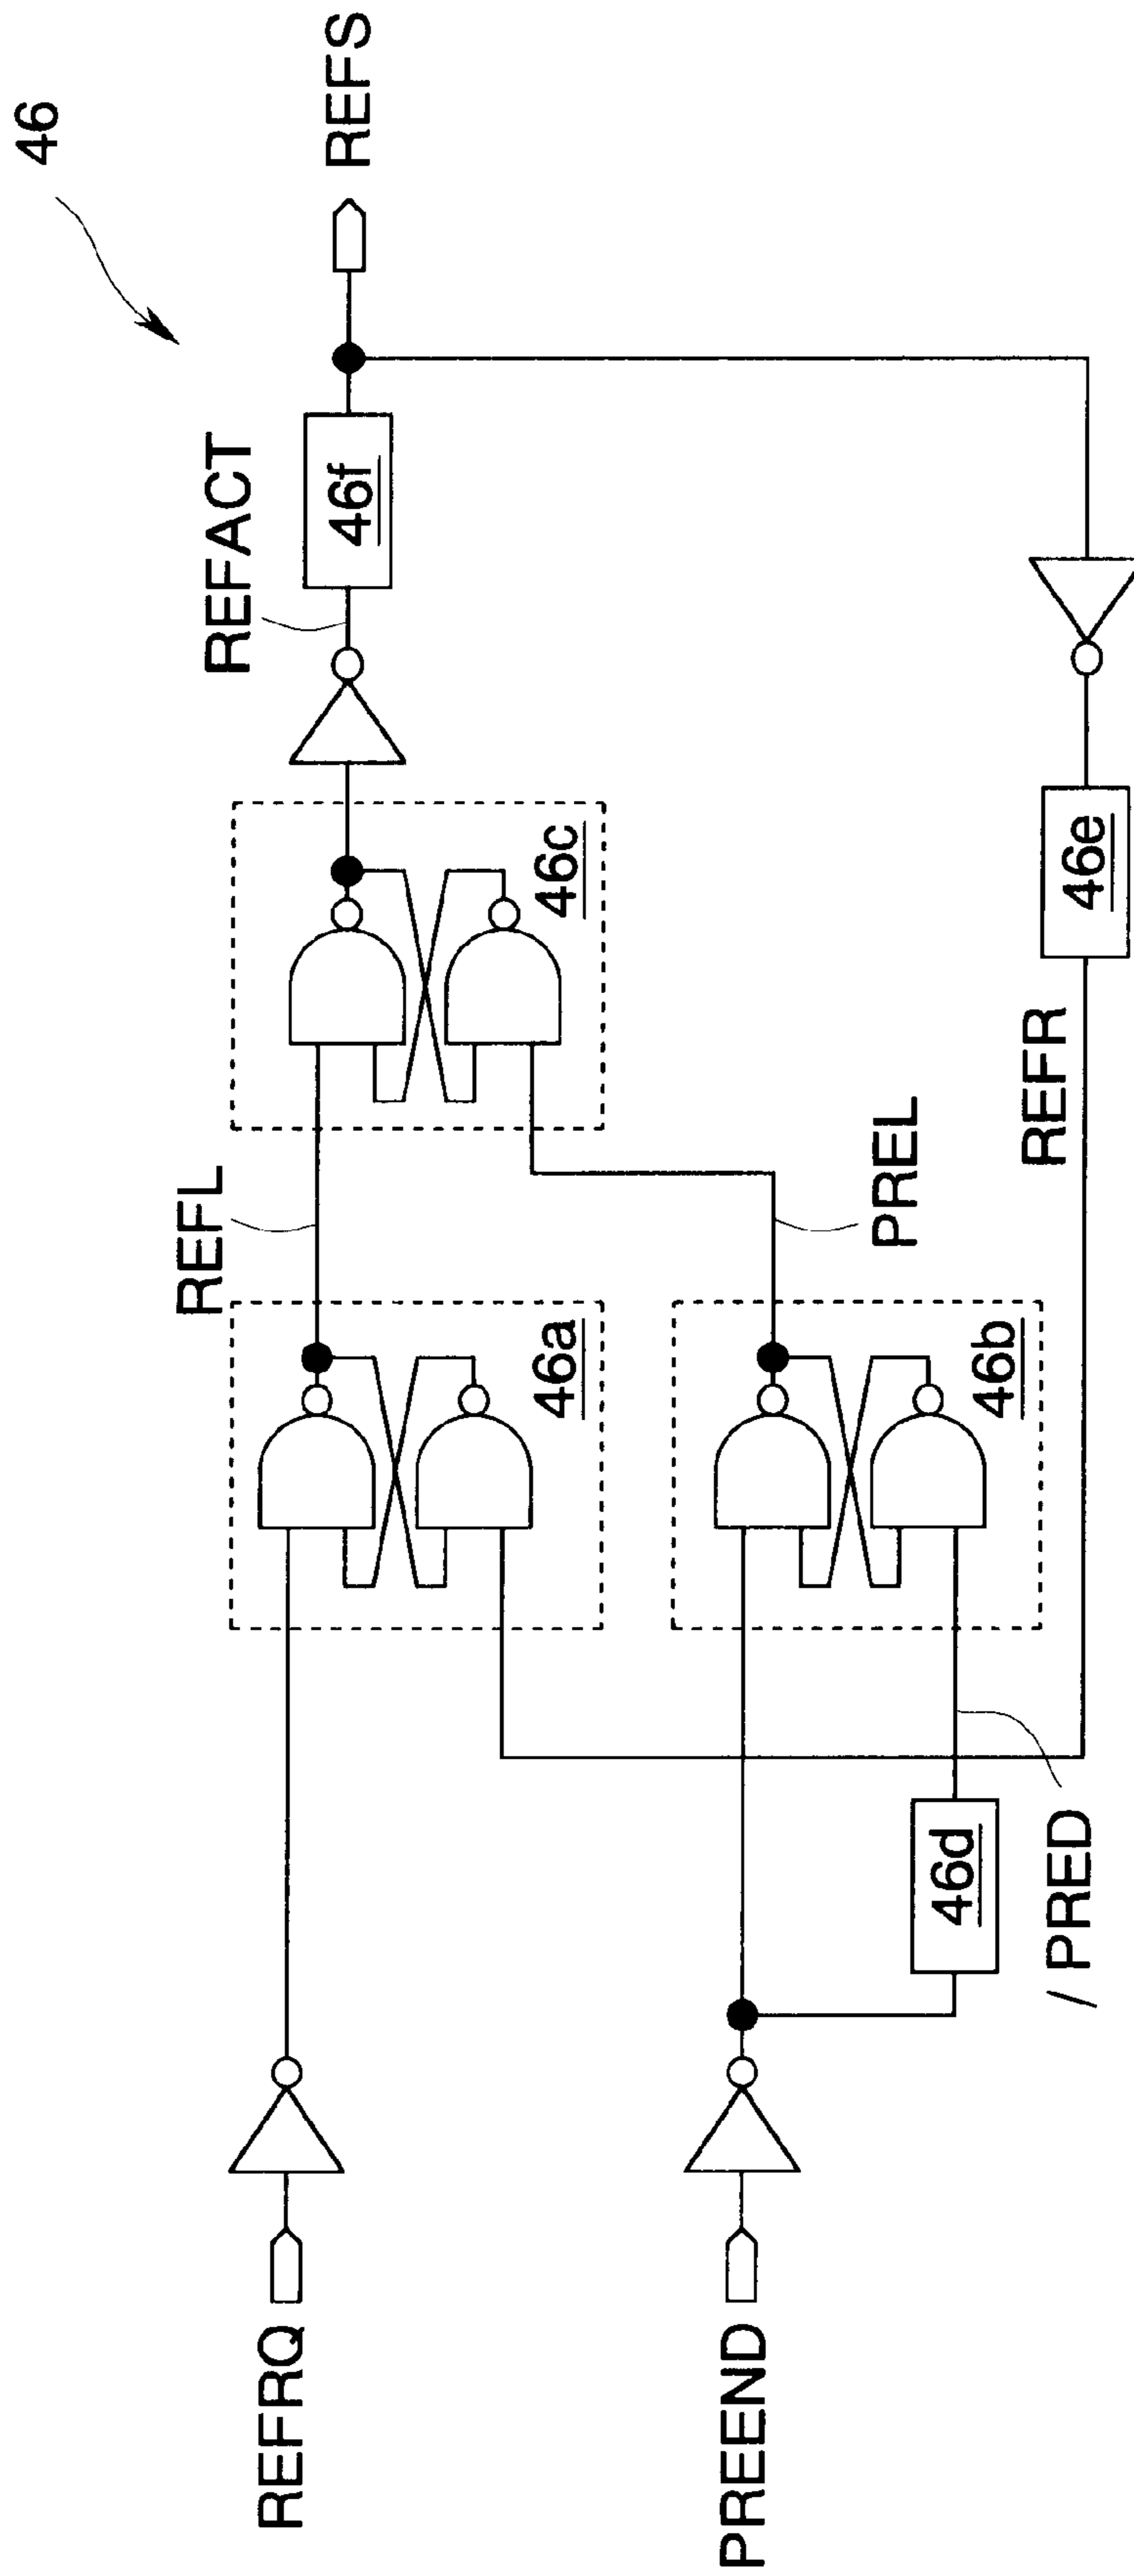 46
REFRQ
REFL
REFACT
REFS
46a
46c
46f
PREEND
PREL
46b
46d
/ PRED
REFR
46e